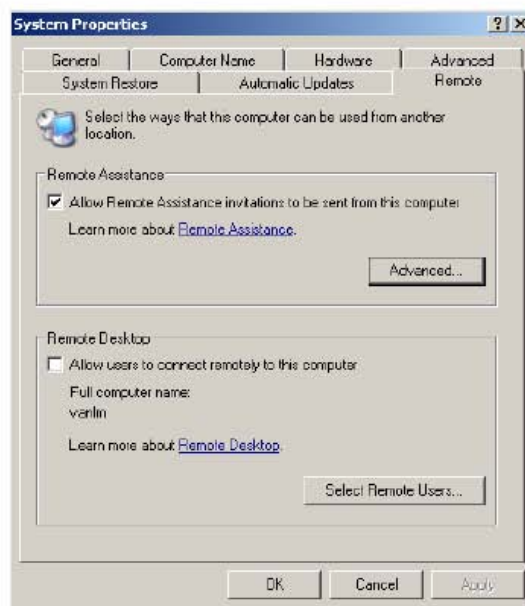 System Properties
General Computer Name Hardware Advanced
System Restore Automatic Updates Remote
Select the ways that this computer can be used from another
location.
Remote Assistance
Allow Remote Assistance invitations to be sent from this computer
Learn more about Remote Assistance.
Advanced...
Remote Desktop
Allow users to connect remotely to this computer
Full computer name:
Learn more about Remote Desktop.
Select Remote Users...
OK Cancel Apply